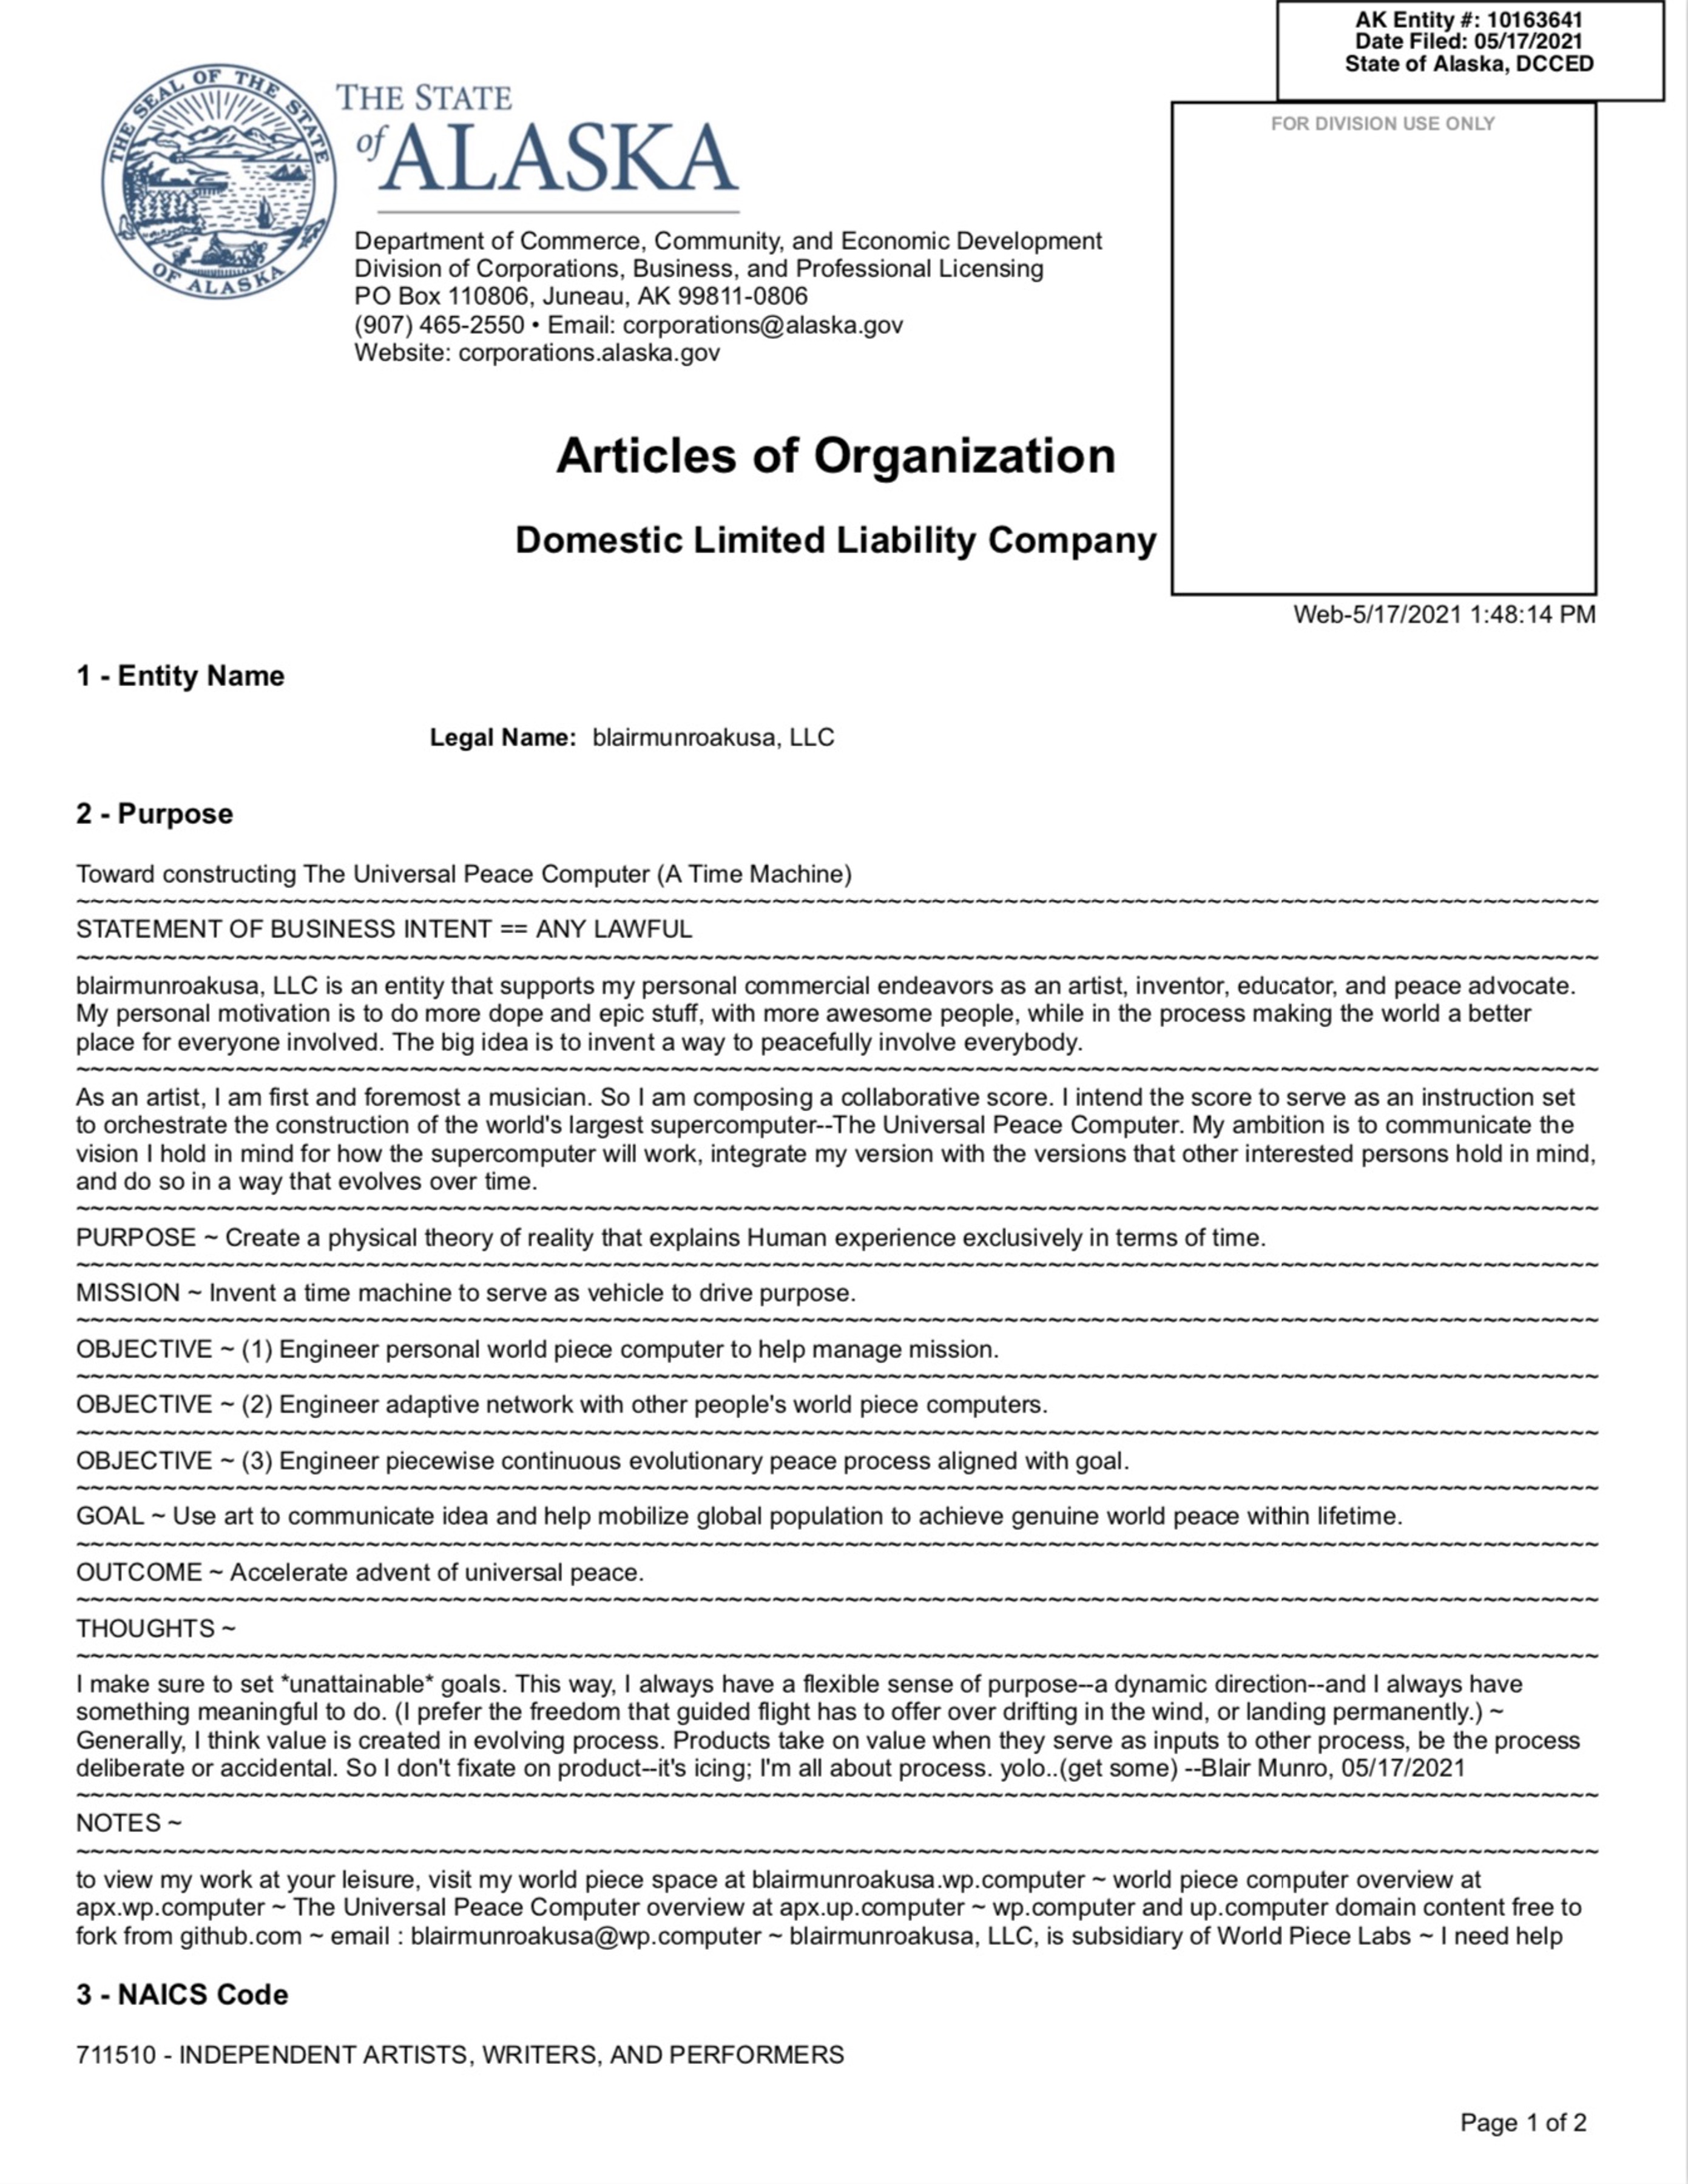 AK Entity #: 10163641
Date Filed: 05/17/2021
State of Alaska, DCCED
FOR DIVISION USE ONLY
THE SEAL OF THE STATE
OF ALASKA
THE STATE
of ALASKA
Department of Commerce, Community, and Economic Development
Division of Corporations, Business, and Professional Licensing
PO Box 110806, Juneau, AK 99811-0806
(907) 465-2550 • Email: corporations@alaska.gov
Website: corporations.alaska.gov
Articles of Organization
Domestic Limited Liability Company
Web-5/17/2021 1:48:14 PM
1 - Entity Name
Legal Name: blairmunroakusa, LLC
2 - Purpose
Toward constructing The Universal Peace Computer (A Time Machine)
~~~~~~~~~~~~~~~~~~~~~~~~~~~~~~~~~~~~~~~~~~~~~~~~~~~~~~~~~~~~~~~~~~~~~~~~~~~~~~~~~~~~~~~~~~~~~~~~~~~~~~~~
STATEMENT OF BUSINESS INTENT == ANY LAWFUL
~~~~~~~~~~~~~~~~~~~~~~~~~~~~~~~~~~~~~~~~~~~~~~~~~~~~~~~~~~~~~~~~~~~~~~~~~~~~~~~~~~~~~~~~~~~~~~~~~~~~~~~~
blairmunroakusa, LLC is an entity that supports my personal commercial endeavors as an artist, inventor, educator, and peace advocate.
My personal motivation is to do more dope and epic stuff, with more awesome people, while in the process making the world a better
place for everyone involved. The big idea is to invent a way to peacefully involve everybody.
~~~~~~~~~~~~~~~~~~~~~~~~~~~~~~~~~~~~~~~~~~~~~~~~~~~~~~~~~~~~~~~~~~~~~~~~~~~~~~~~~~~~~~~~~~~~~~~~~~~~~~~~
As an artist, I am first and foremost a musician. So I am composing a collaborative score. I intend the score to serve as an instruction set
to orchestrate the construction of the world's largest supercomputer--The Universal Peace Computer. My ambition is to communicate the
vision I hold in mind for how the supercomputer will work, integrate my version with the versions that other interested persons hold in mind,
and do so in a way that evolves over time.
~~~~~~~~~~~~~~~~~~~~~~~~~~~~~~~~~~~~~~~~~~~~~~~~~~~~~~~~~~~~~~~~~~~~~~~~~~~~~~~~~~~~~~~~~~~~~~~~~~~~~~~~
PURPOSE ~ Create a physical theory of reality that explains Human experience exclusively in terms of time.
~~~~~~~~~~~~~~~~~~~~~~~~~~~~~~~~~~~~~~~~~~~~~~~~~~~~~~~~~~~~~~~~~~~~~~~~~~~~~~~~~~~~~~~~~~~~~~~~~~~~~~~~
MISSION ~ Invent a time machine to serve as vehicle to drive purpose.
~~~~~~~~~~~~~~~~~~~~~~~~~~~~~~~~~~~~~~~~~~~~~~~~~~~~~~~~~~~~~~~~~~~~~~~~~~~~~~~~~~~~~~~~~~~~~~~~~~~~~~~~
OBJECTIVE ~ (1) Engineer personal world piece computer to help manage mission.
~~~~~~~~~~~~~~~~~~~~~~~~~~~~~~~~~~~~~~~~~~~~~~~~~~~~~~~~~~~~~~~~~~~~~~~~~~~~~~~~~~~~~~~~~~~~~~~~~~~~~~~~
OBJECTIVE ~ (2) Engineer adaptive network with other people's world piece computers.
~~~~~~~~~~~~~~~~~~~~~~~~~~~~~~~~~~~~~~~~~~~~~~~~~~~~~~~~~~~~~~~~~~~~~~~~~~~~~~~~~~~~~~~~~~~~~~~~~~~~~~~~
OBJECTIVE ~ (3) Engineer piecewise continuous evolutionary peace process aligned with goal.
~~~~~~~~~~~~~~~~~~~~~~~~~~~~~~~~~~~~~~~~~~~~~~~~~~~~~~~~~~~~~~~~~~~~~~~~~~~~~~~~~~~~~~~~~~~~~~~~~~~~~~~~
GOAL ~ Use art to communicate idea and help mobilize global population to achieve genuine world peace within lifetime.
~~~~~~~~~~~~~~~~~~~~~~~~~~~~~~~~~~~~~~~~~~~~~~~~~~~~~~~~~~~~~~~~~~~~~~~~~~~~~~~~~~~~~~~~~~~~~~~~~~~~~~~~
OUTCOME ~ Accelerate advent of universal peace.
~~~~~~~~~~~~~~~~~~~~~~~~~~~~~~~~~~~~~~~~~~~~~~~~~~~~~~~~~~~~~~~~~~~~~~~~~~~~~~~~~~~~~~~~~~~~~~~~~~~~~~~~
THOUGHTS ~
~~~~~~~~~~~~~~~~~~~~~~~~~~~~~~~~~~~~~~~~~~~~~~~~~~~~~~~~~~~~~~~~~~~~~~~~~~~~~~~~~~~~~~~~~~~~~~~~~~~~~~~~
I make sure to set *unattainable* goals. This way, I always have a flexible sense of purpose--a dynamic direction--and I always have
something meaningful to do. (I prefer the freedom that guided flight has to offer over drifting in the wind, or landing permanently.) ~
Generally, I think value is created in evolving process. Products take on value when they serve as inputs to other process, be the process
deliberate or accidental. So I don't fixate on product--it's icing; I'm all about process. yolo..(get some) --Blair Munro, 05/17/2021
~~~~~~~~~~~~~~~~~~~~~~~~~~~~~~~~~~~~~~~~~~~~~~~~~~~~~~~~~~~~~~~~~~~~~~~~~~~~~~~~~~~~~~~~~~~~~~~~~~~~~~~~
NOTES ~
~~~~~~~~~~~~~~~~~~~~~~~~~~~~~~~~~~~~~~~~~~~~~~~~~~~~~~~~~~~~~~~~~~~~~~~~~~~~~~~~~~~~~~~~~~~~~~~~~~~~~~~~
to view my work at your leisure, visit my world piece space at blairmunroakusa.wp.computer ~ world piece computer overview at
apx.wp.computer ~ The Universal Peace Computer overview at apx.up.computer ~ wp.computer and up.computer domain content free to
fork from github.com ~ email : blairmunroakusa@wp.computer ~ blairmunroakusa, LLC, is subsidiary of World Piece Labs ~ I need help
3 - NAICS Code
711510 - INDEPENDENT ARTISTS, WRITERS, AND PERFORMERS
Page 1 of 2